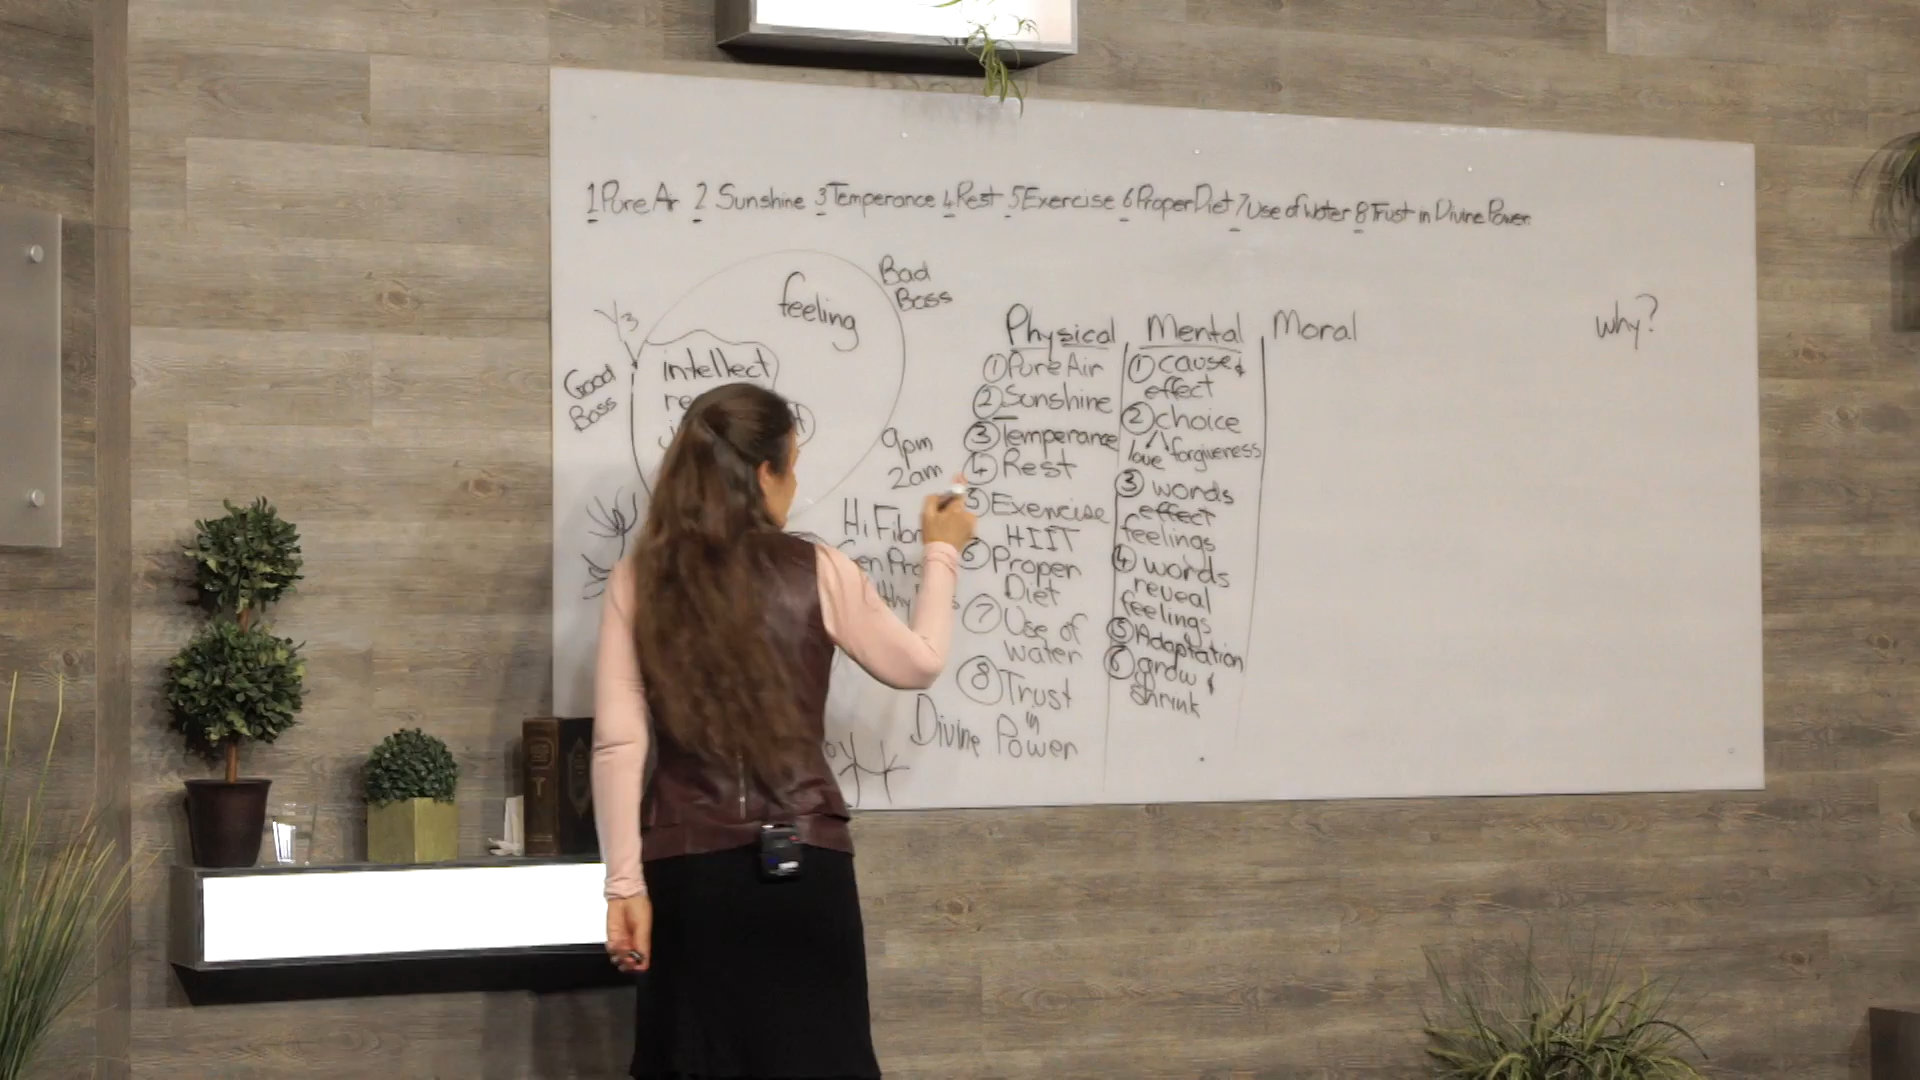 1 Pure Air 2 Sunshine 3 Temperance 4 Rest 5 Exercise 6 Proper Diet 7 Use of Water 8 Trust in Divine Power
feeling
Bad
Boss
1/3
intellect
Good
Boss
9pm
2am
Physical
① Pure Air
② Sunshine
③ Temperance
④ Rest
⑤ Exercise
HIIT
⑥ Proper
Diet
⑦ Use of
water
⑧ Trust
in
Divine Power
Mental
① cause &
effect
② choice
love forgiveness
③ words
effect
feelings
④ words
reveal
feelings
⑤ Adaptation
⑥ grow &
shrink
Moral
why?